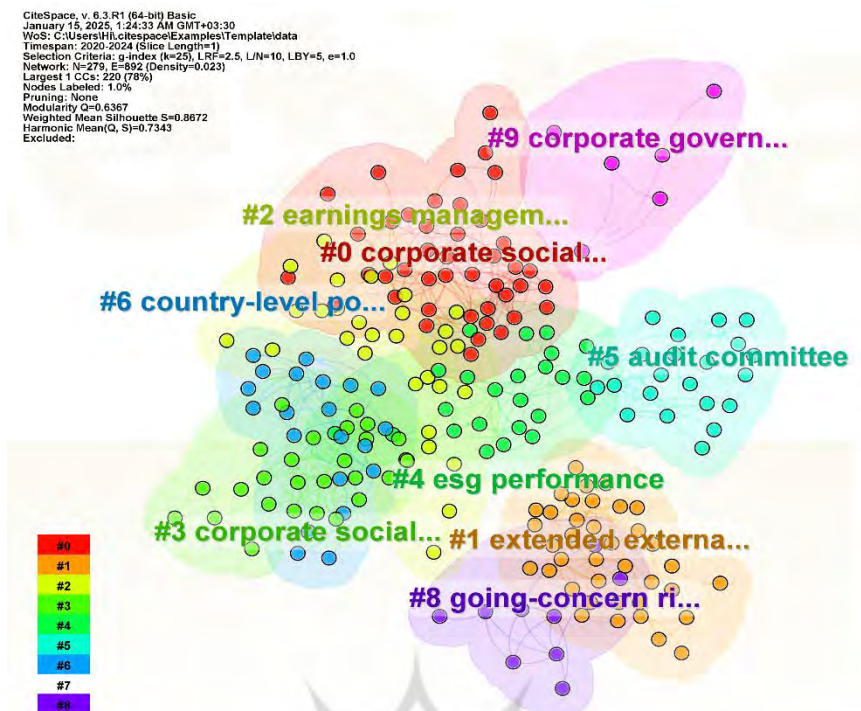 CiteSpace, v. 6.3.R1 (64-bit) Basic
January 15, 2025, 1:24:33 AM GMT+03:30
WoS: C:\Users\Hi\.citespace\Examples\Template\data
Timespan: 2020-2024 (Slice Length=1)
Selection Criteria: g-index (k=25), LRF=2.5, L/N=10, LBY=5, e=1.0
Network: N=279, E=892 (Density=0.023)
Largest 1 CCs: 220 (78%)
Nodes Labeled: 1.0%
Pruning: None
Modularity Q=0.6367
Weighted Mean Silhouette S=0.8672
Harmonic Mean(Q, S)=0.7343
Excluded:
#9 corporate govern...
#2 earnings managem...
#0 corporate social...
#6 country-level po...
#5 audit committee
#4 esg performance
#3 corporate social...
#1 extended externa...
#8 going-concern ri...
#0
#1
#2
#3
#4
#5
#6
#7
#8